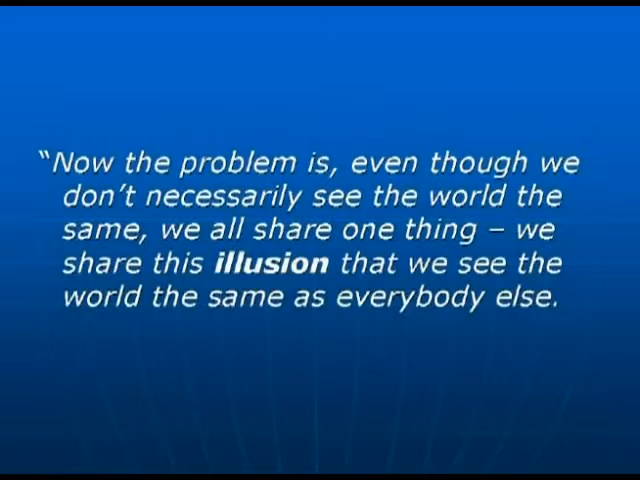 “Now the problem is, even though we
don’t necessarily see the world the
same, we all share one thing – we
share this illusion that we see the
world the same as everybody else.